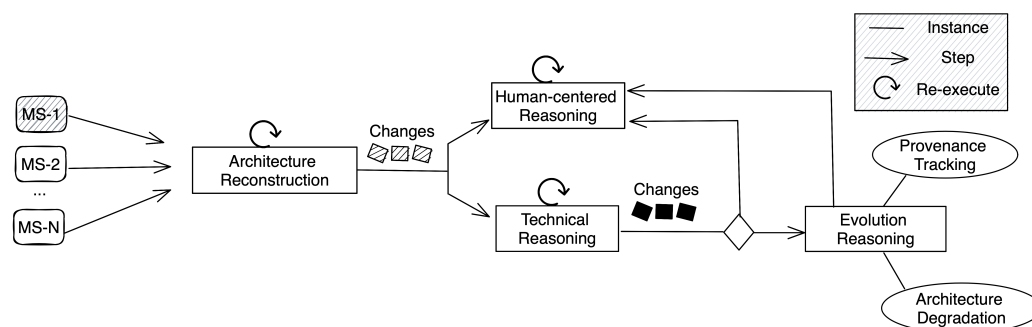 Instance
Step
Re-execute
MS-1
MS-2
...
MS-N
Architecture
Reconstruction
Changes
Human-centered
Reasoning
Technical
Reasoning
Changes
Evolution
Reasoning
Provenance
Tracking
Architecture
Degradation